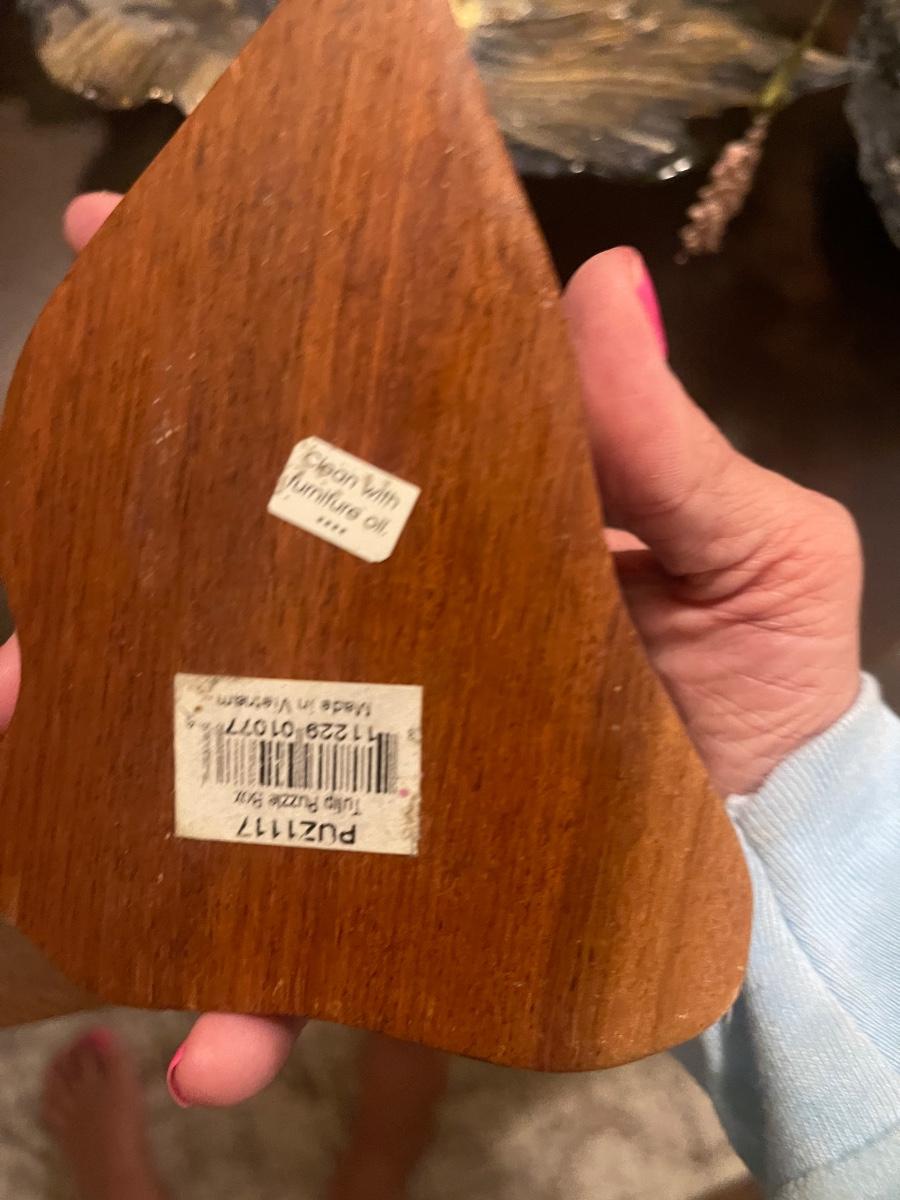 Clean with
furniture oil.
****
PUZ1117
Tulip Puzzle Box
11229 01077
Made in Vietnam